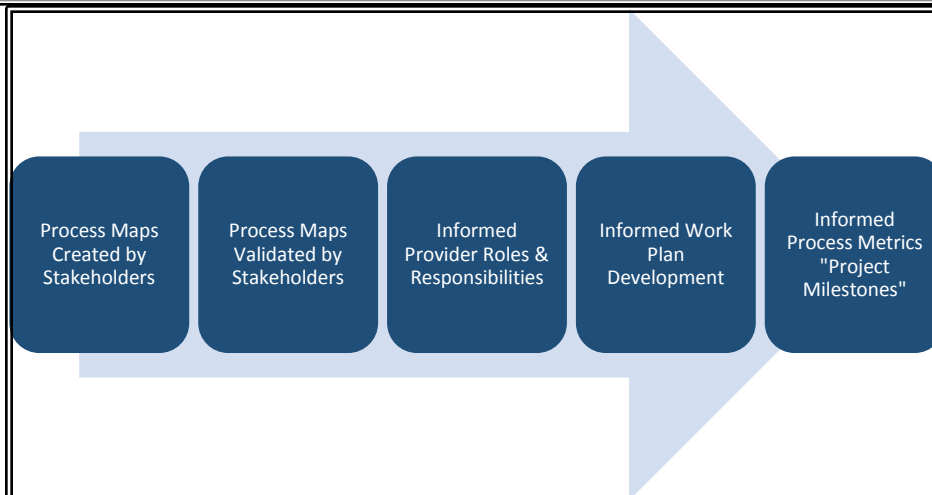 Process Maps
Created by
Stakeholders
Process Maps
Validated by
Stakeholders
Informed
Provider Roles &
Responsibilities
Informed Work
Plan
Development
Informed
Process Metrics
"Project
Milestones"